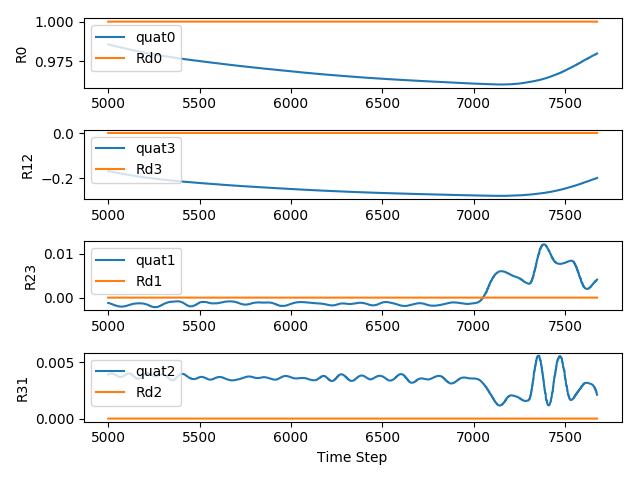 1.000
0.975
R0
quat0
Rd0
5000 5500 6000 6500 7000 7500
0.0
−0.2
R12
quat3
Rd3
5000 5500 6000 6500 7000 7500
0.01
0.00
R23
quat1
Rd1
5000 5500 6000 6500 7000 7500
0.005
0.000
R31
quat2
Rd2
5000 5500 6000 6500 7000 7500
Time Step